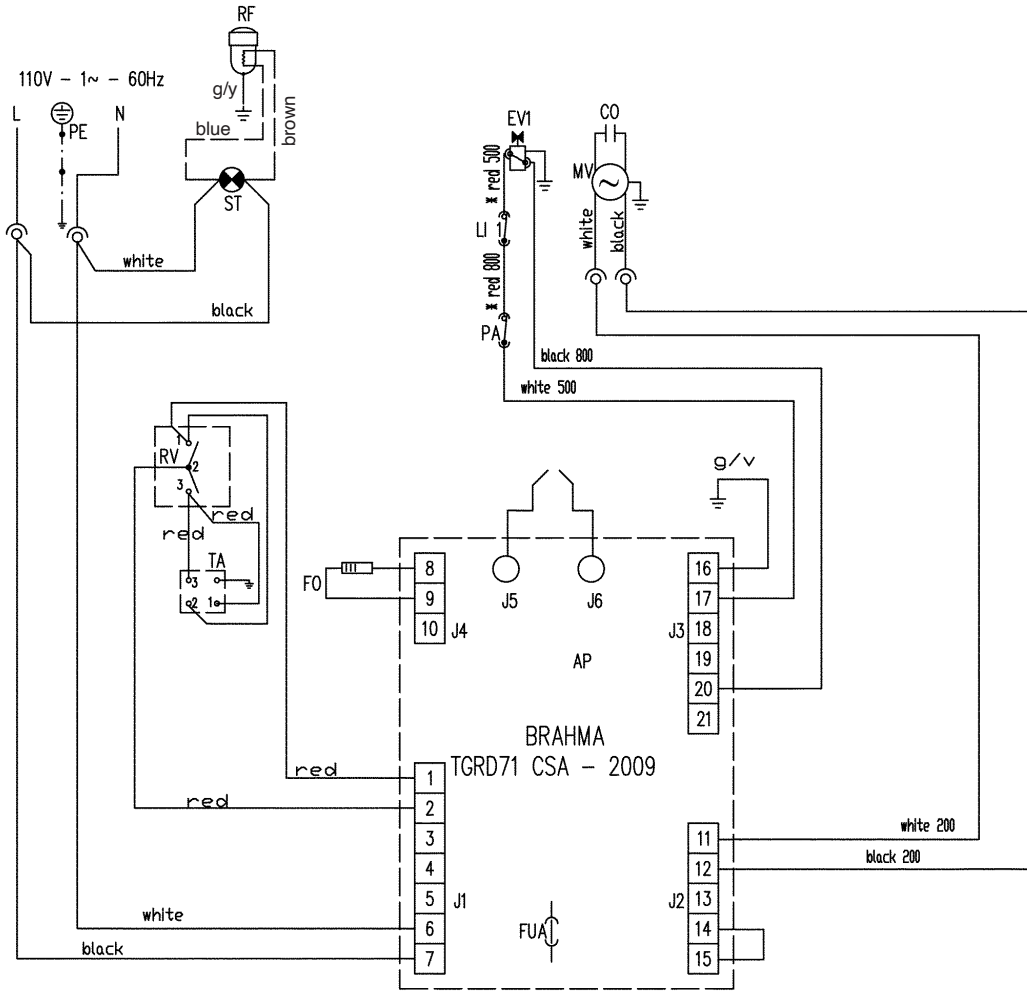 RF
110V - 1~ - 60Hz
L
PE
N
g/y
blue
brown
ST
white
black
EV1
CO
MV
white
black
* red 500
LI 1
* red 800
PA
black 800
white 500
1
RV
2
3
red
red
TA
3
2
1
g/v
FO
8
9
10
J4
J5
J6
AP
J3
16
17
18
19
20
21
BRAHMA
TGRD71 CSA - 2009
red
red
1
2
3
4
5
6
7
J1
white
black
FUA
J2
11
12
13
14
15
white 200
black 200